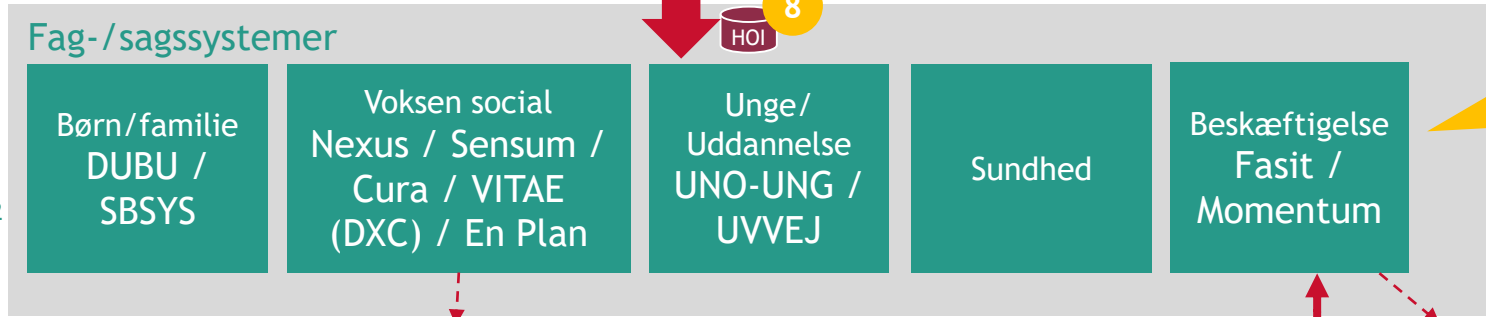 8
HOI
Fag-/sagssystemer
Børn/familie
DUBU /
SBSYS
Voksen social
Nexus / Sensum /
Cura / VITAE
(DXC) / En Plan
Unge/
Uddannelse
UNO-UNG /
UVVEJ
Sundhed
Beskæftigelse
Fasit /
Momentum